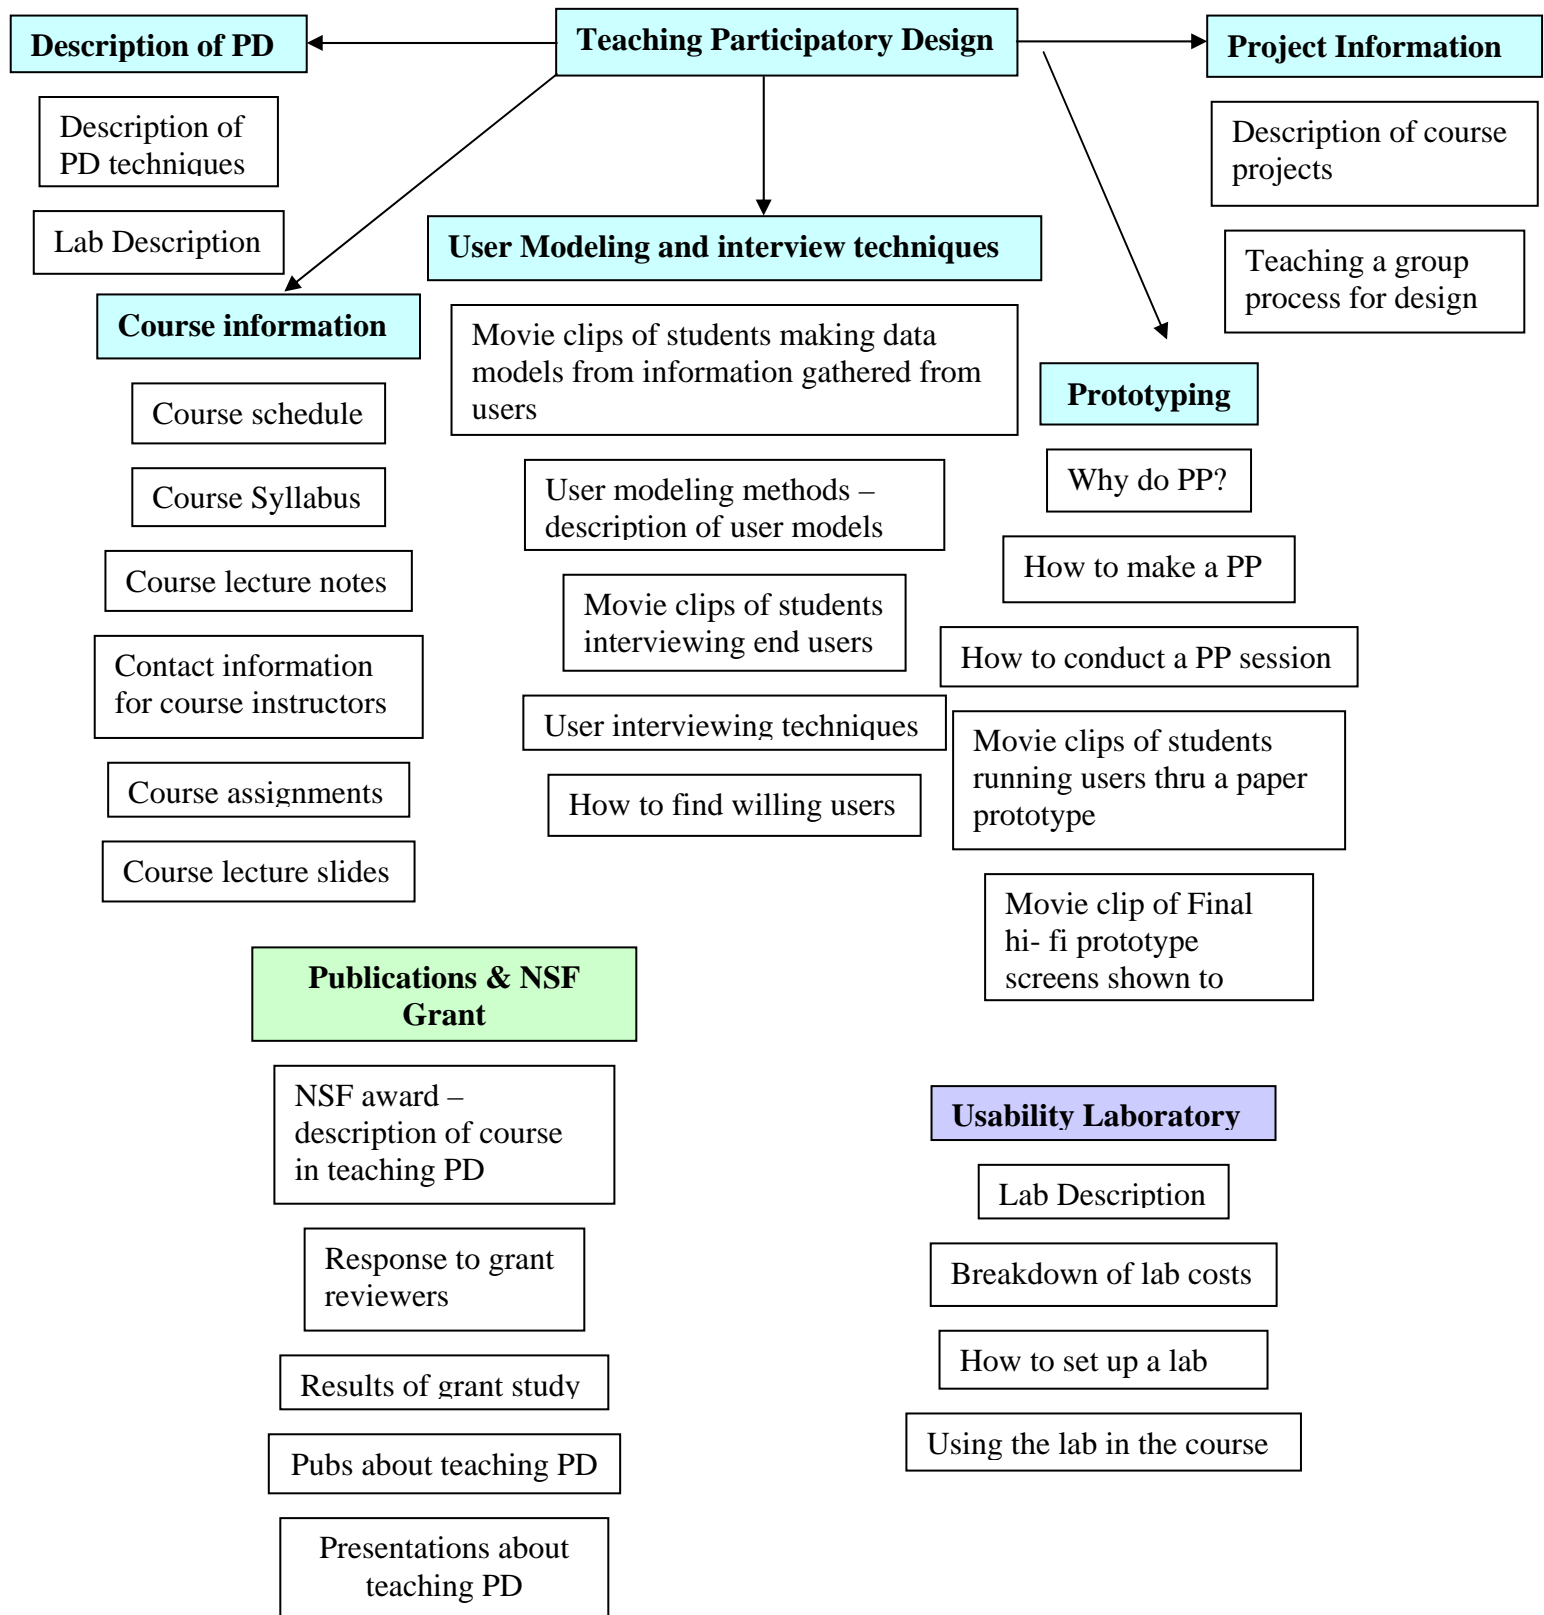 Teaching Participatory Design
Description of PD
Description of
PD techniques
Lab Description
Course information
Course schedule
Course Syllabus
Course lecture notes
Contact information
for course instructors
Course assignments
Course lecture slides
User Modeling and interview techniques
Movie clips of students making data
models from information gathered from
users
User modeling methods –
description of user models
Movie clips of students
interviewing end users
User interviewing techniques
How to find willing users
Prototyping
Why do PP?
How to make a PP
How to conduct a PP session
Movie clips of students
running users thru a paper
prototype
Movie clip of Final
hi- fi prototype
screens shown to
Project Information
Description of course
projects
Teaching a group
process for design
Publications & NSF
Grant
NSF award –
description of course
in teaching PD
Response to grant
reviewers
Results of grant study
Pubs about teaching PD
Presentations about
teaching PD
Usability Laboratory
Lab Description
Breakdown of lab costs
How to set up a lab
Using the lab in the course